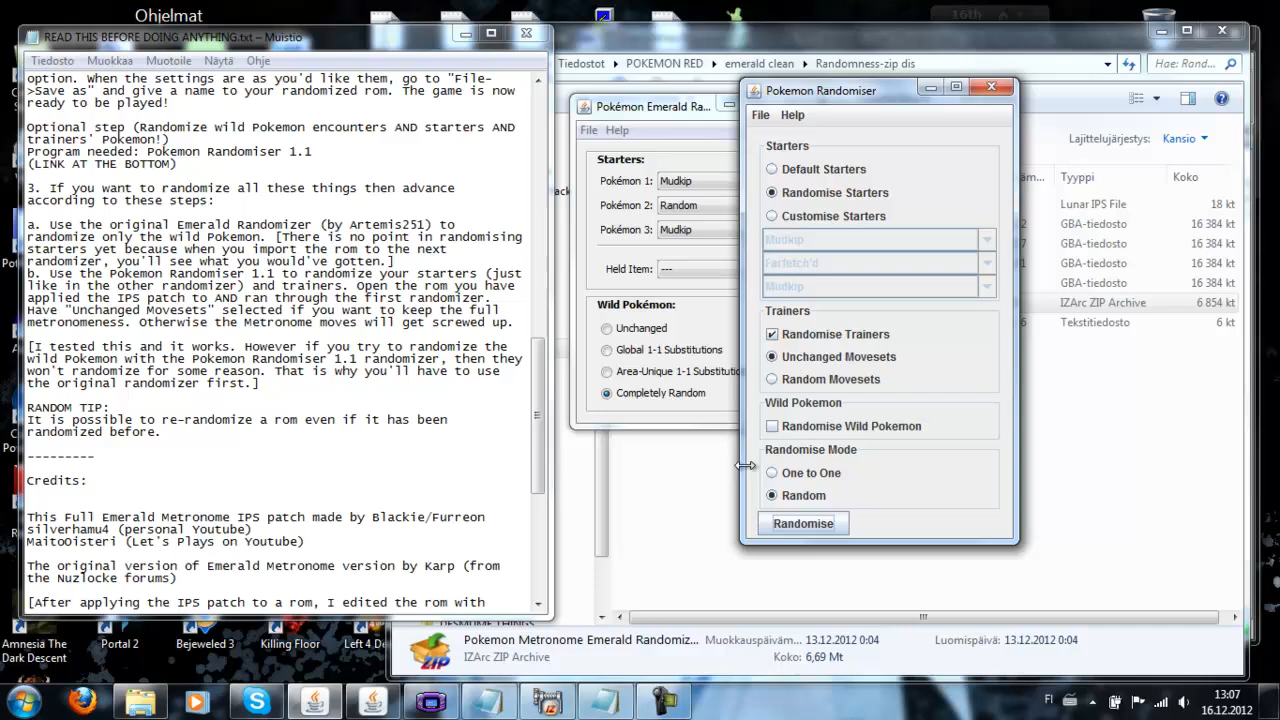 Ohjelmat
16th
READ THIS BEFORE DOING ANYTHING.txt – Muistio
Tiedosto Muokkaa Muotoile Näytä Ohje
option. When the settings are as you'd like them, go to "File-
>Save as" and give a name to your randomized rom. The game is now
ready to be played!
Optional step (Randomize wild Pokemon encounters AND starters AND
trainers' Pokemon!)
Program needed: Pokemon Randomiser 1.1
(LINK AT THE BOTTOM)
3. If you want to randomize all these things then advance
according to these steps:
a. Use the original Emerald Randomizer (by Artemis251) to
randomize only the wild Pokemon. [There is no point in randomising
starters yet because when you import the rom to the next
randomizer, you'll see what you would've gotten.]
b. Use the Pokemon Randomiser 1.1 to randomize your starters (just
like in the other randomizer) and trainers. Open the rom you have
applied the IPS patch to AND ran through the first randomizer.
Have "Unchanged Movesets" selected if you want to keep the full
metronomeness. Otherwise the Metronome moves will get screwed up.
[I tested this and it works. However if you try to randomize the
wild Pokemon with the Pokemon Randomiser 1.1 randomizer, then they
won't randomize for some reason. That is why you'll have to use
the original randomizer first.]
RANDOM TIP:
It is possible to re-randomize a rom even if it has been
randomized before.
---------
Credits:
This Full Emerald Metronome IPS patch made by Blackie/Furreon
silverhamu4 (personal Youtube)
MaitoOisteri (Let's Plays on Youtube)
The original version of Emerald Metronome version by Karp (from
the Nuzlocke forums)
[After applying the IPS patch to a rom, I edited the rom with
Tiedostot POKEMON RED emerald clean Randomness-zip dis
Hae: Rand...
Lajittelujärjestys: Kansio
Tyyppi Koko
Lunar IPS File 18 kt
GBA-tiedosto 16 384 kt
GBA-tiedosto 16 384 kt
GBA-tiedosto 16 384 kt
IZArc ZIP Archive 6 854 kt
Tekstitiedosto 6 kt
Pokémon Emerald Ra...
File Help
Starters:
Pokémon 1: Mudkip
Pokémon 2: Random
Pokémon 3: Mudkip
Held Item: ---
Wild Pokémon:
Unchanged
Global 1-1 Substitutions
Area-Unique 1-1 Substitutio
Completely Random
Pokemon Randomiser
File Help
Starters
Default Starters
Randomise Starters
Customise Starters
Mudkip
Farfetch'd
Mudkip
Trainers
Randomise Trainers
Unchanged Movesets
Random Movesets
Wild Pokemon
Randomise Wild Pokemon
Randomise Mode
One to One
Random
Randomise
Pokemon Metronome Emerald Randomiz... Muokkauspäiväm... 13.12.2012 0:04 Luomispäivä: 13.12.2012 0:04
IZArc ZIP Archive Koko: 6,69 Mt
Amnesia The
Dark Descent
Portal 2
Bejeweled 3
Killing Floor
Left 4 De
FI
13:07
16.12.2012